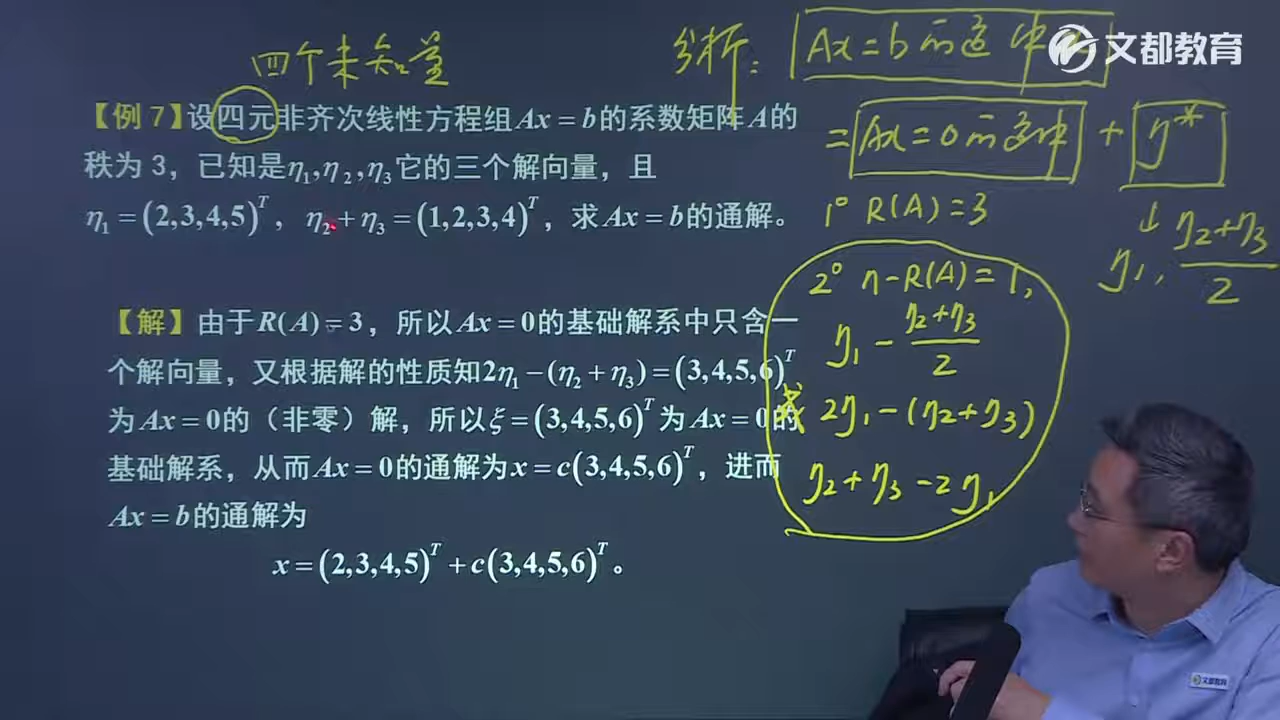 四个未知量
分析: Ax=b的通
文都教育
【例 7】设四元非齐次线性方程组Ax = b的系数矩阵A的
秩为 3，已知是η₁,η₂,η₃它的三个解向量，且
η₁ = (2,3,4,5)ᵀ， η₂ + η₃ = (1,2,3,4)ᵀ，求Ax = b的通解。
= Ax=0的通解 + η*
1° R(A)=3
↓
η₁, (η₂+η₃)/2
2° n-R(A)=1,
η₁ - (η₂+η₃)/2
2η₁-(η₂+η₃)
η₂+η₃-2η₁
【解】由于R(A) = 3，所以Ax = 0的基础解系中只含一
个解向量，又根据解的性质知2η₁ -(η₂ + η₃) = (3,4,5,6)ᵀ
为Ax = 0的（非零）解，所以ξ = (3,4,5,6)ᵀ为Ax = 0的
基础解系，从而Ax = 0的通解为x = c(3,4,5,6)ᵀ，进而
Ax = b的通解为
x = (2,3,4,5)ᵀ + c(3,4,5,6)ᵀ。
文都教育